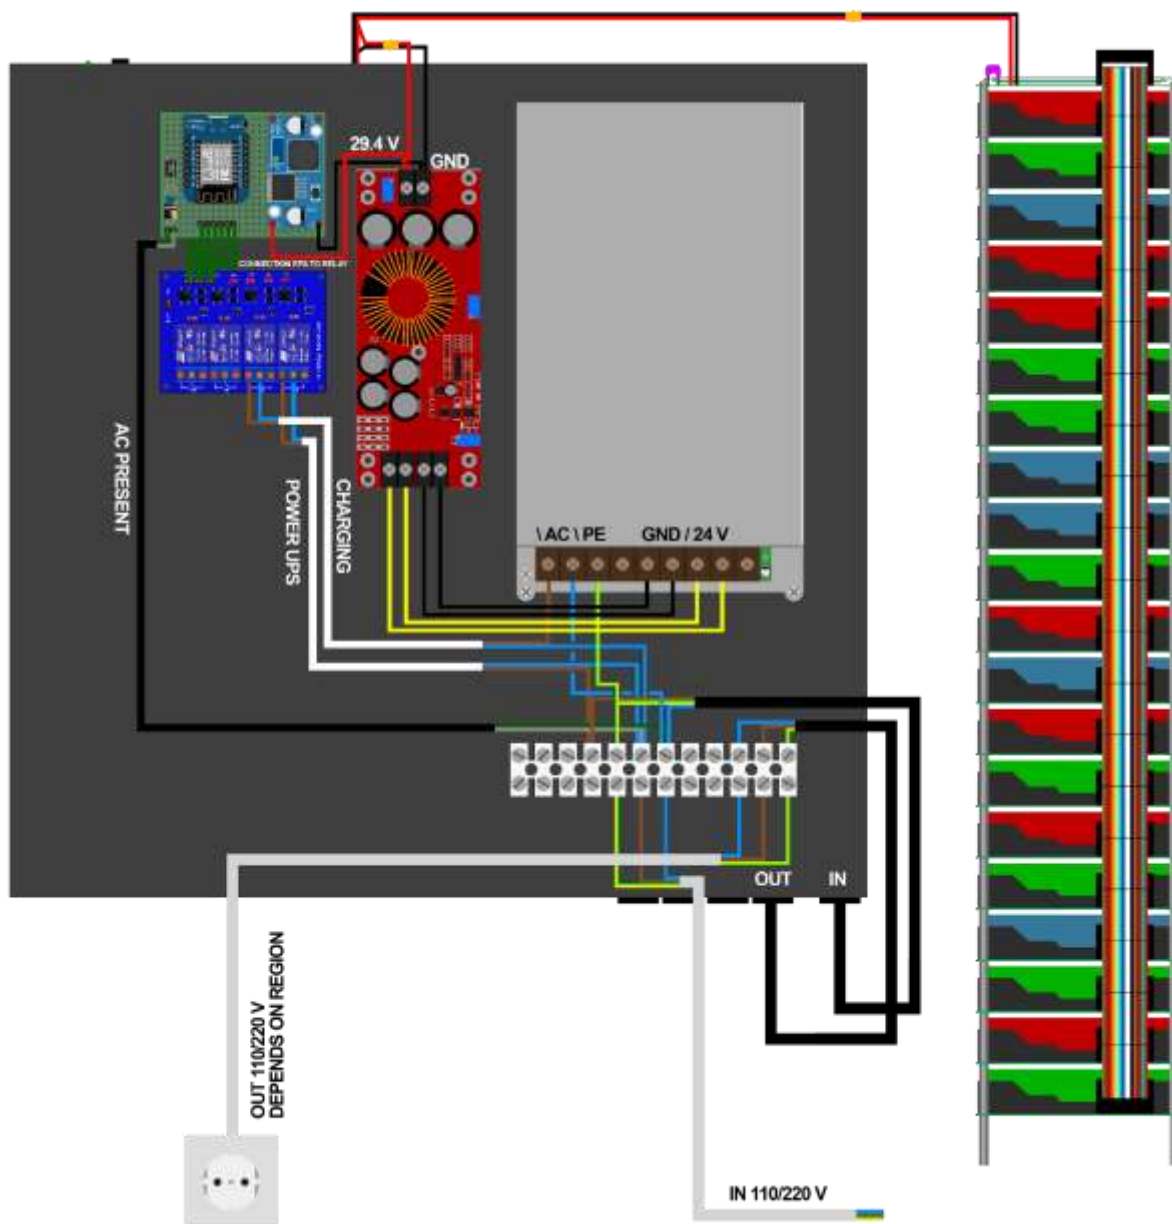 29.4 V
GND
CONNECTION FPA TO RELAY
AC PRESENT
POWER UPS
CHARGING
\ AC \ PE
GND / 24 V
OUT
IN
OUT 110/220 V
DEPENDS ON REGION
IN 110/220 V